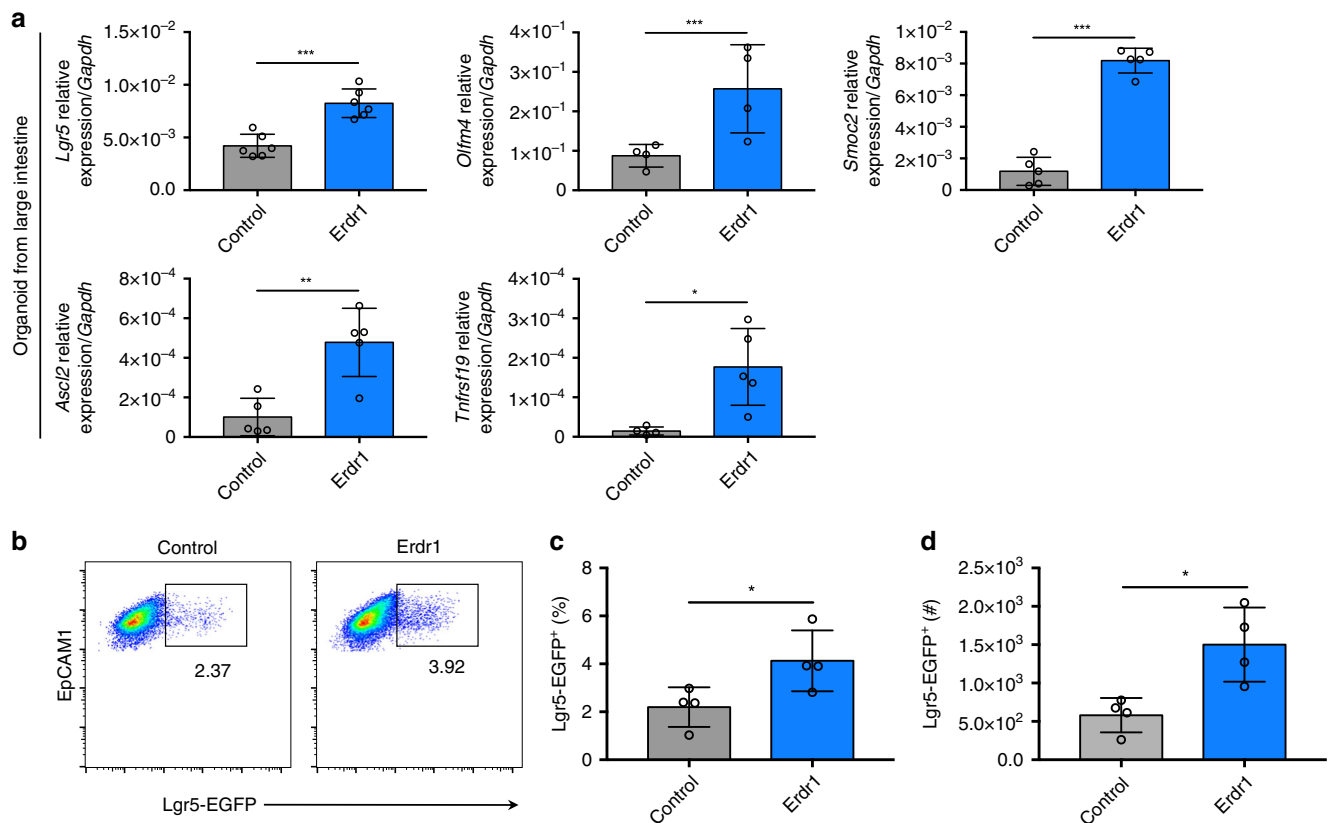 a
Organoid from large intestine
Lgr5 relative
expression/Gapdh
1.5×10⁻²
1.0×10⁻²
5.0×10⁻³
0.0
***
Control
Erdr1
Olfm4 relative
expression/Gapdh
4×10⁻¹
3×10⁻¹
2×10⁻¹
1×10⁻¹
0
***
Control
Erdr1
Smoc2 relative
expression/Gapdh
1×10⁻²
8×10⁻³
6×10⁻³
4×10⁻³
2×10⁻³
0
***
Control
Erdr1
Ascl2 relative
expression/Gapdh
8×10⁻⁴
6×10⁻⁴
4×10⁻⁴
2×10⁻⁴
0
**
Control
Erdr1
Tnfrsf19 relative
expression/Gapdh
4×10⁻⁴
3×10⁻⁴
2×10⁻⁴
1×10⁻⁴
0
*
Control
Erdr1
b
Control
Erdr1
EpCAM1
2.37
3.92
Lgr5-EGFP
c
Lgr5-EGFP⁺ (%)
8
6
4
2
0
*
Control
Erdr1
d
Lgr5-EGFP⁺ (#)
2.5×10³
2.0×10³
1.5×10³
1.0×10³
5.0×10²
0.0
*
Control
Erdr1